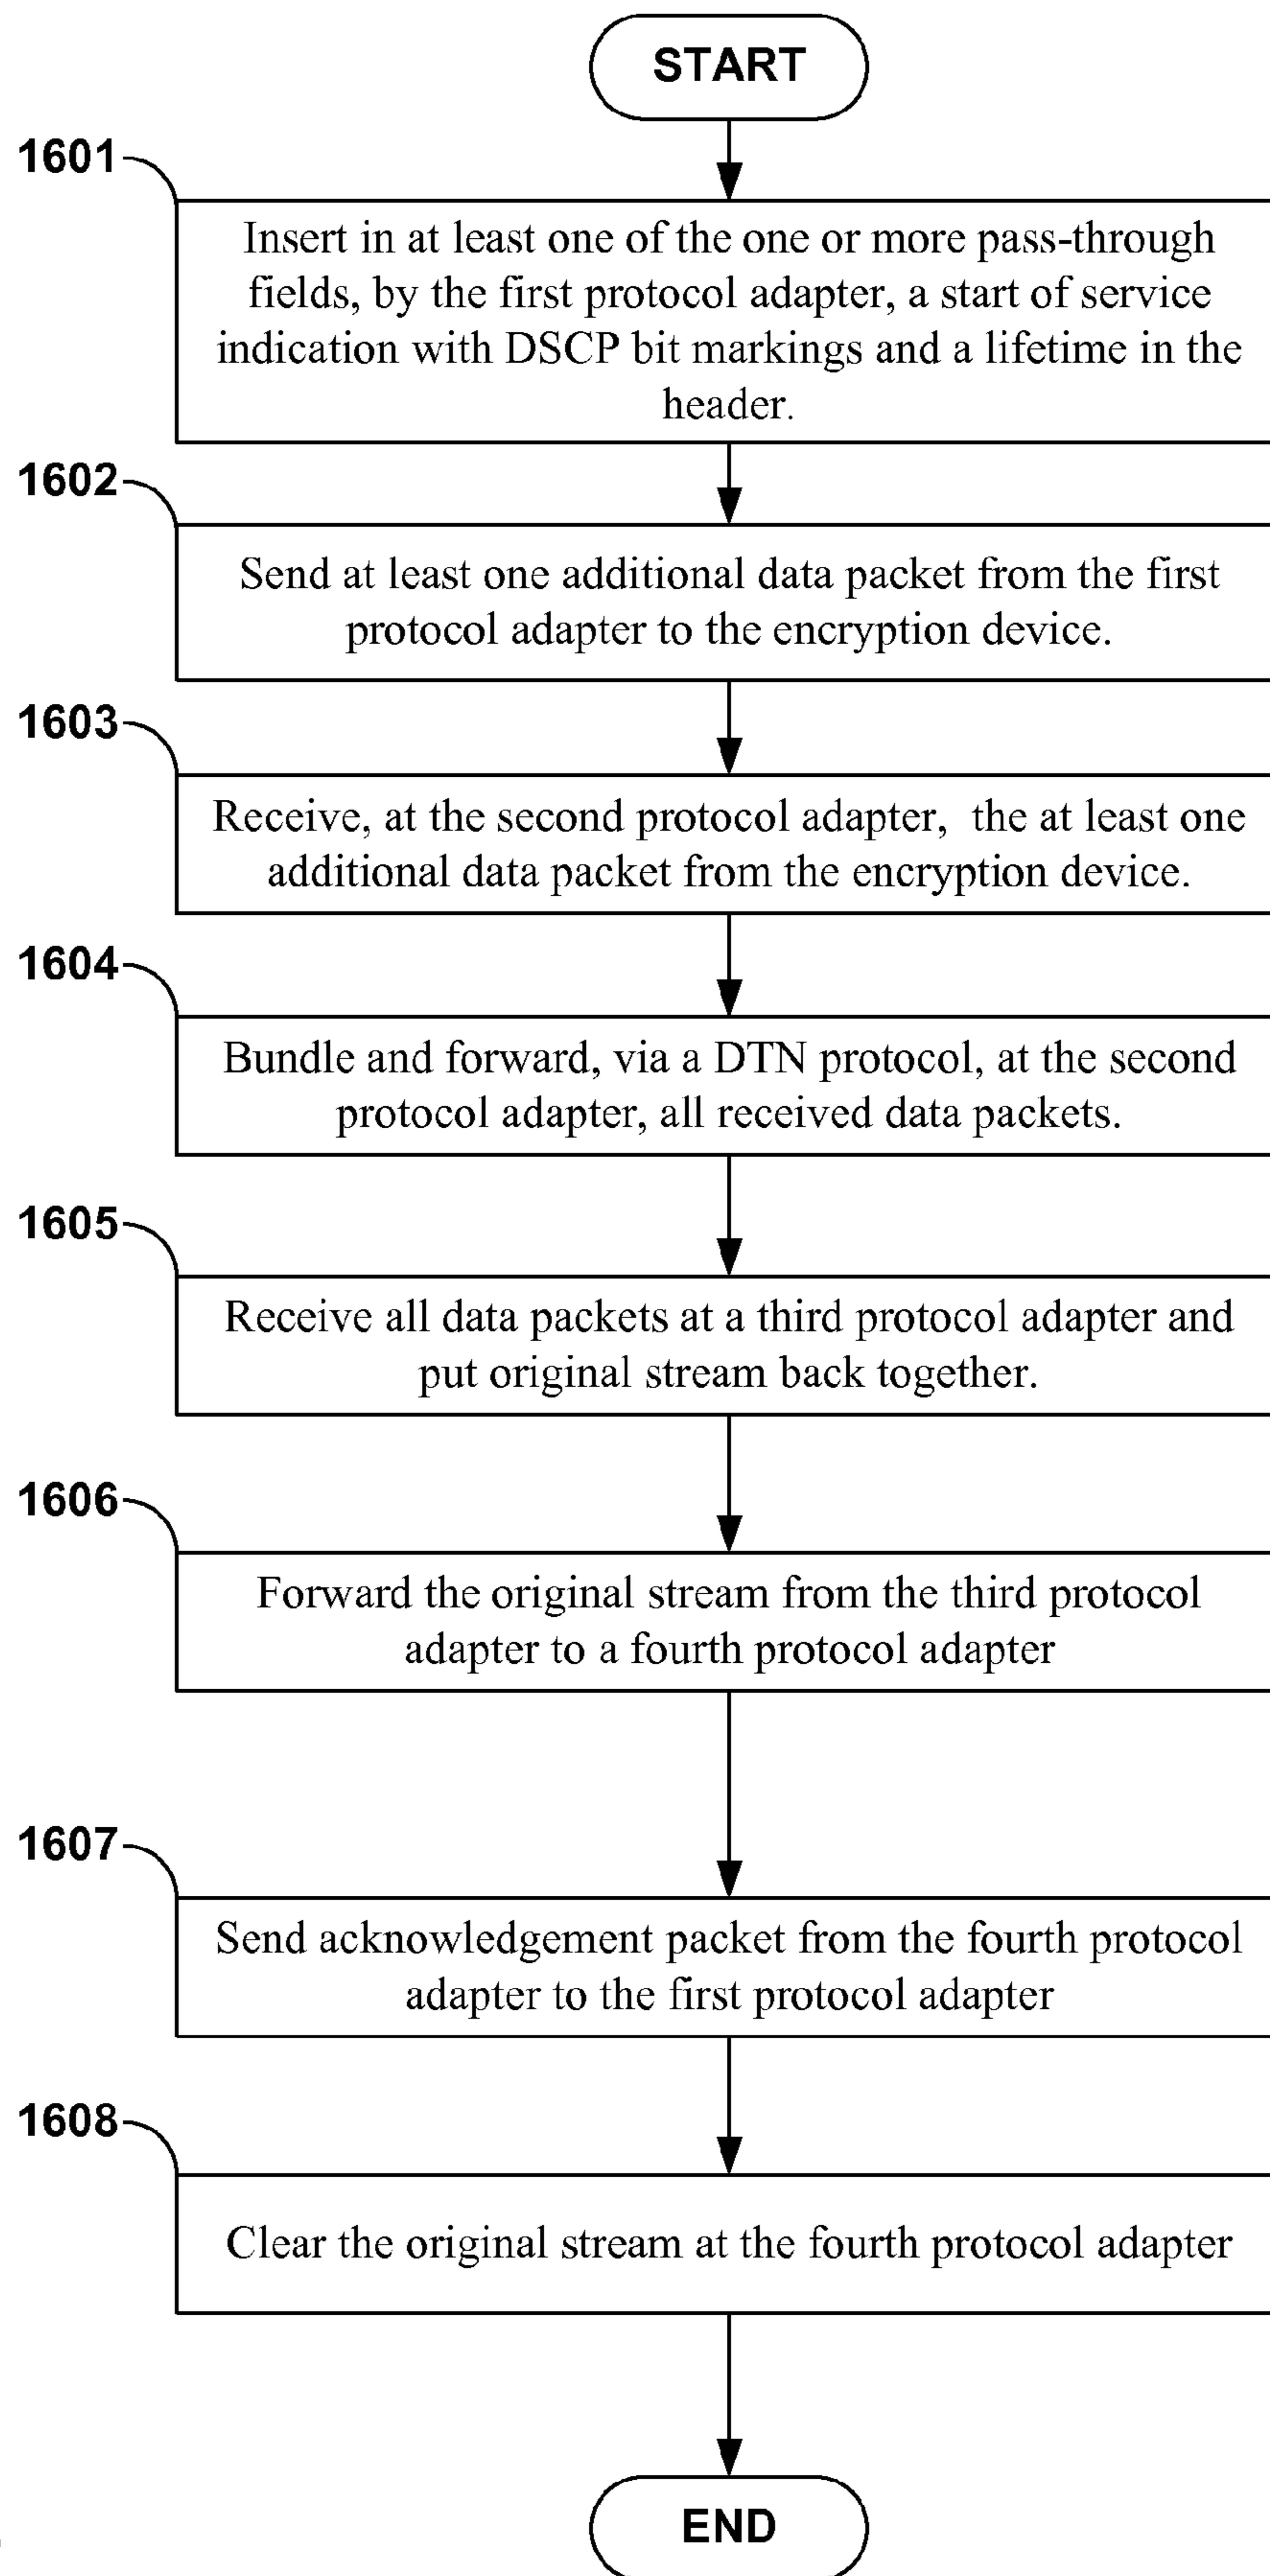 START
1601
Insert in at least one of the one or more pass-through
fields, by the first protocol adapter, a start of service
indication with DSCP bit markings and a lifetime in the
header.
1602
Send at least one additional data packet from the first
protocol adapter to the encryption device.
1603
Receive, at the second protocol adapter, the at least one
additional data packet from the encryption device.
1604
Bundle and forward, via a DTN protocol, at the second
protocol adapter, all received data packets.
1605
Receive all data packets at a third protocol adapter and
put original stream back together.
1606
Forward the original stream from the third protocol
adapter to a fourth protocol adapter
1607
Send acknowledgement packet from the fourth protocol
adapter to the first protocol adapter
1608
Clear the original stream at the fourth protocol adapter
END